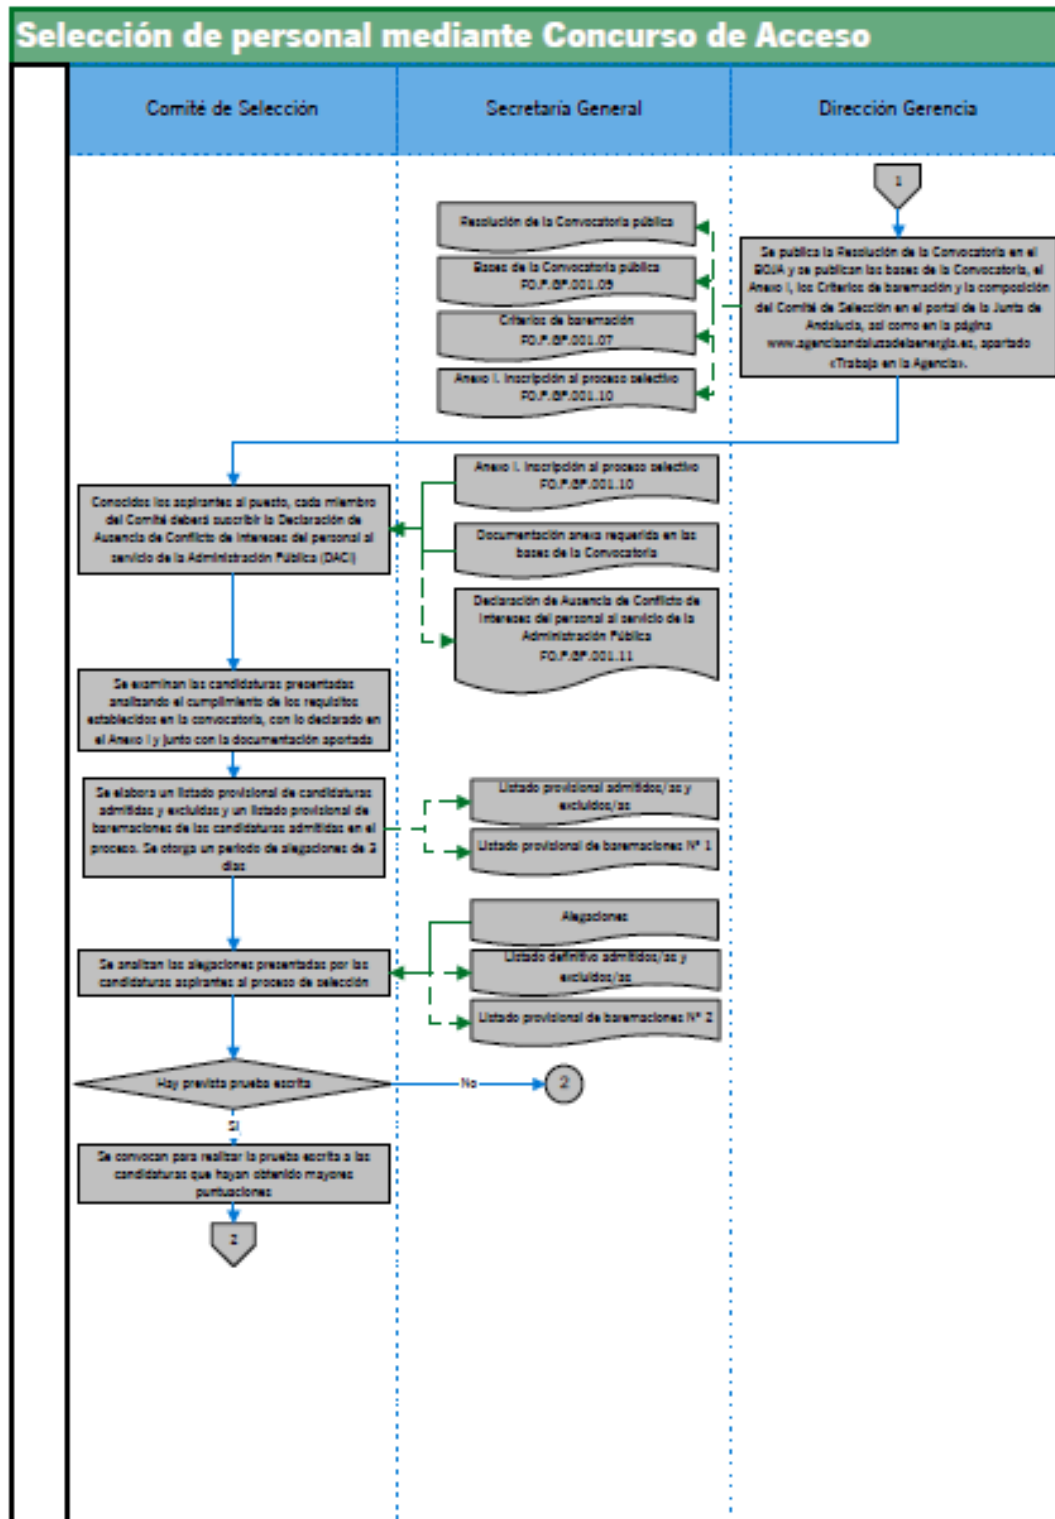 Selección de personal mediante Concurso de Acceso
Comité de Selección
Secretaría General
Dirección Gerencia
1
Se publica la Resolución de la Convocatoria en el
BOJA y se publican las bases de la Convocatoria, el
Anexo I, los Criterios de baremación y la composición
del Comité de Selección en el portal de la Junta de
Andalucía, así como en la página
www.agenciaandaluzadelaenergia.es, apartado
«Trabaja en la Agencia».
Resolución de la Convocatoria pública
Bases de la Convocatoria pública
FO.P.GP.001.09
Criterios de baremación
FO.P.GP.001.07
Anexo I. Inscripción al proceso selectivo
FO.P.GP.001.10
Conocidos los aspirantes al puesto, cada miembro
del Comité deberá suscribir la Declaración de
Ausencia de Conflicto de Intereses del personal al
servicio de la Administración Pública (DACI)
Anexo I. Inscripción al proceso selectivo
FO.P.GP.001.10
Documentación anexa requerida en las
bases de la Convocatoria
Declaración de Ausencia de Conflicto de
Intereses del personal al servicio de la
Administración Pública
FO.P.GP.001.11
Se examinan las candidaturas presentadas
analizando el cumplimiento de los requisitos
establecidos en la convocatoria, con lo declarado en
el Anexo I y junto con la documentación aportada
Se elabora un listado provisional de candidaturas
admitidas y excluidas y un listado provisional de
baremaciones de las candidaturas admitidas en el
proceso. Se otorga un periodo de alegaciones de 3
días
Listado provisional admitidos/as y
excluidos/as
Listado provisional de baremaciones Nº 1
Se analizan las alegaciones presentadas por las
candidaturas aspirantes al proceso de selección
Alegaciones
Listado definitivo admitidos/as y
excluidos/as
Listado provisional de baremaciones Nº 2
Hay prevista prueba escrita
No
2
Sí
Se convocan para realizar la prueba escrita a las
candidaturas que hayan obtenido mayores
puntuaciones
2